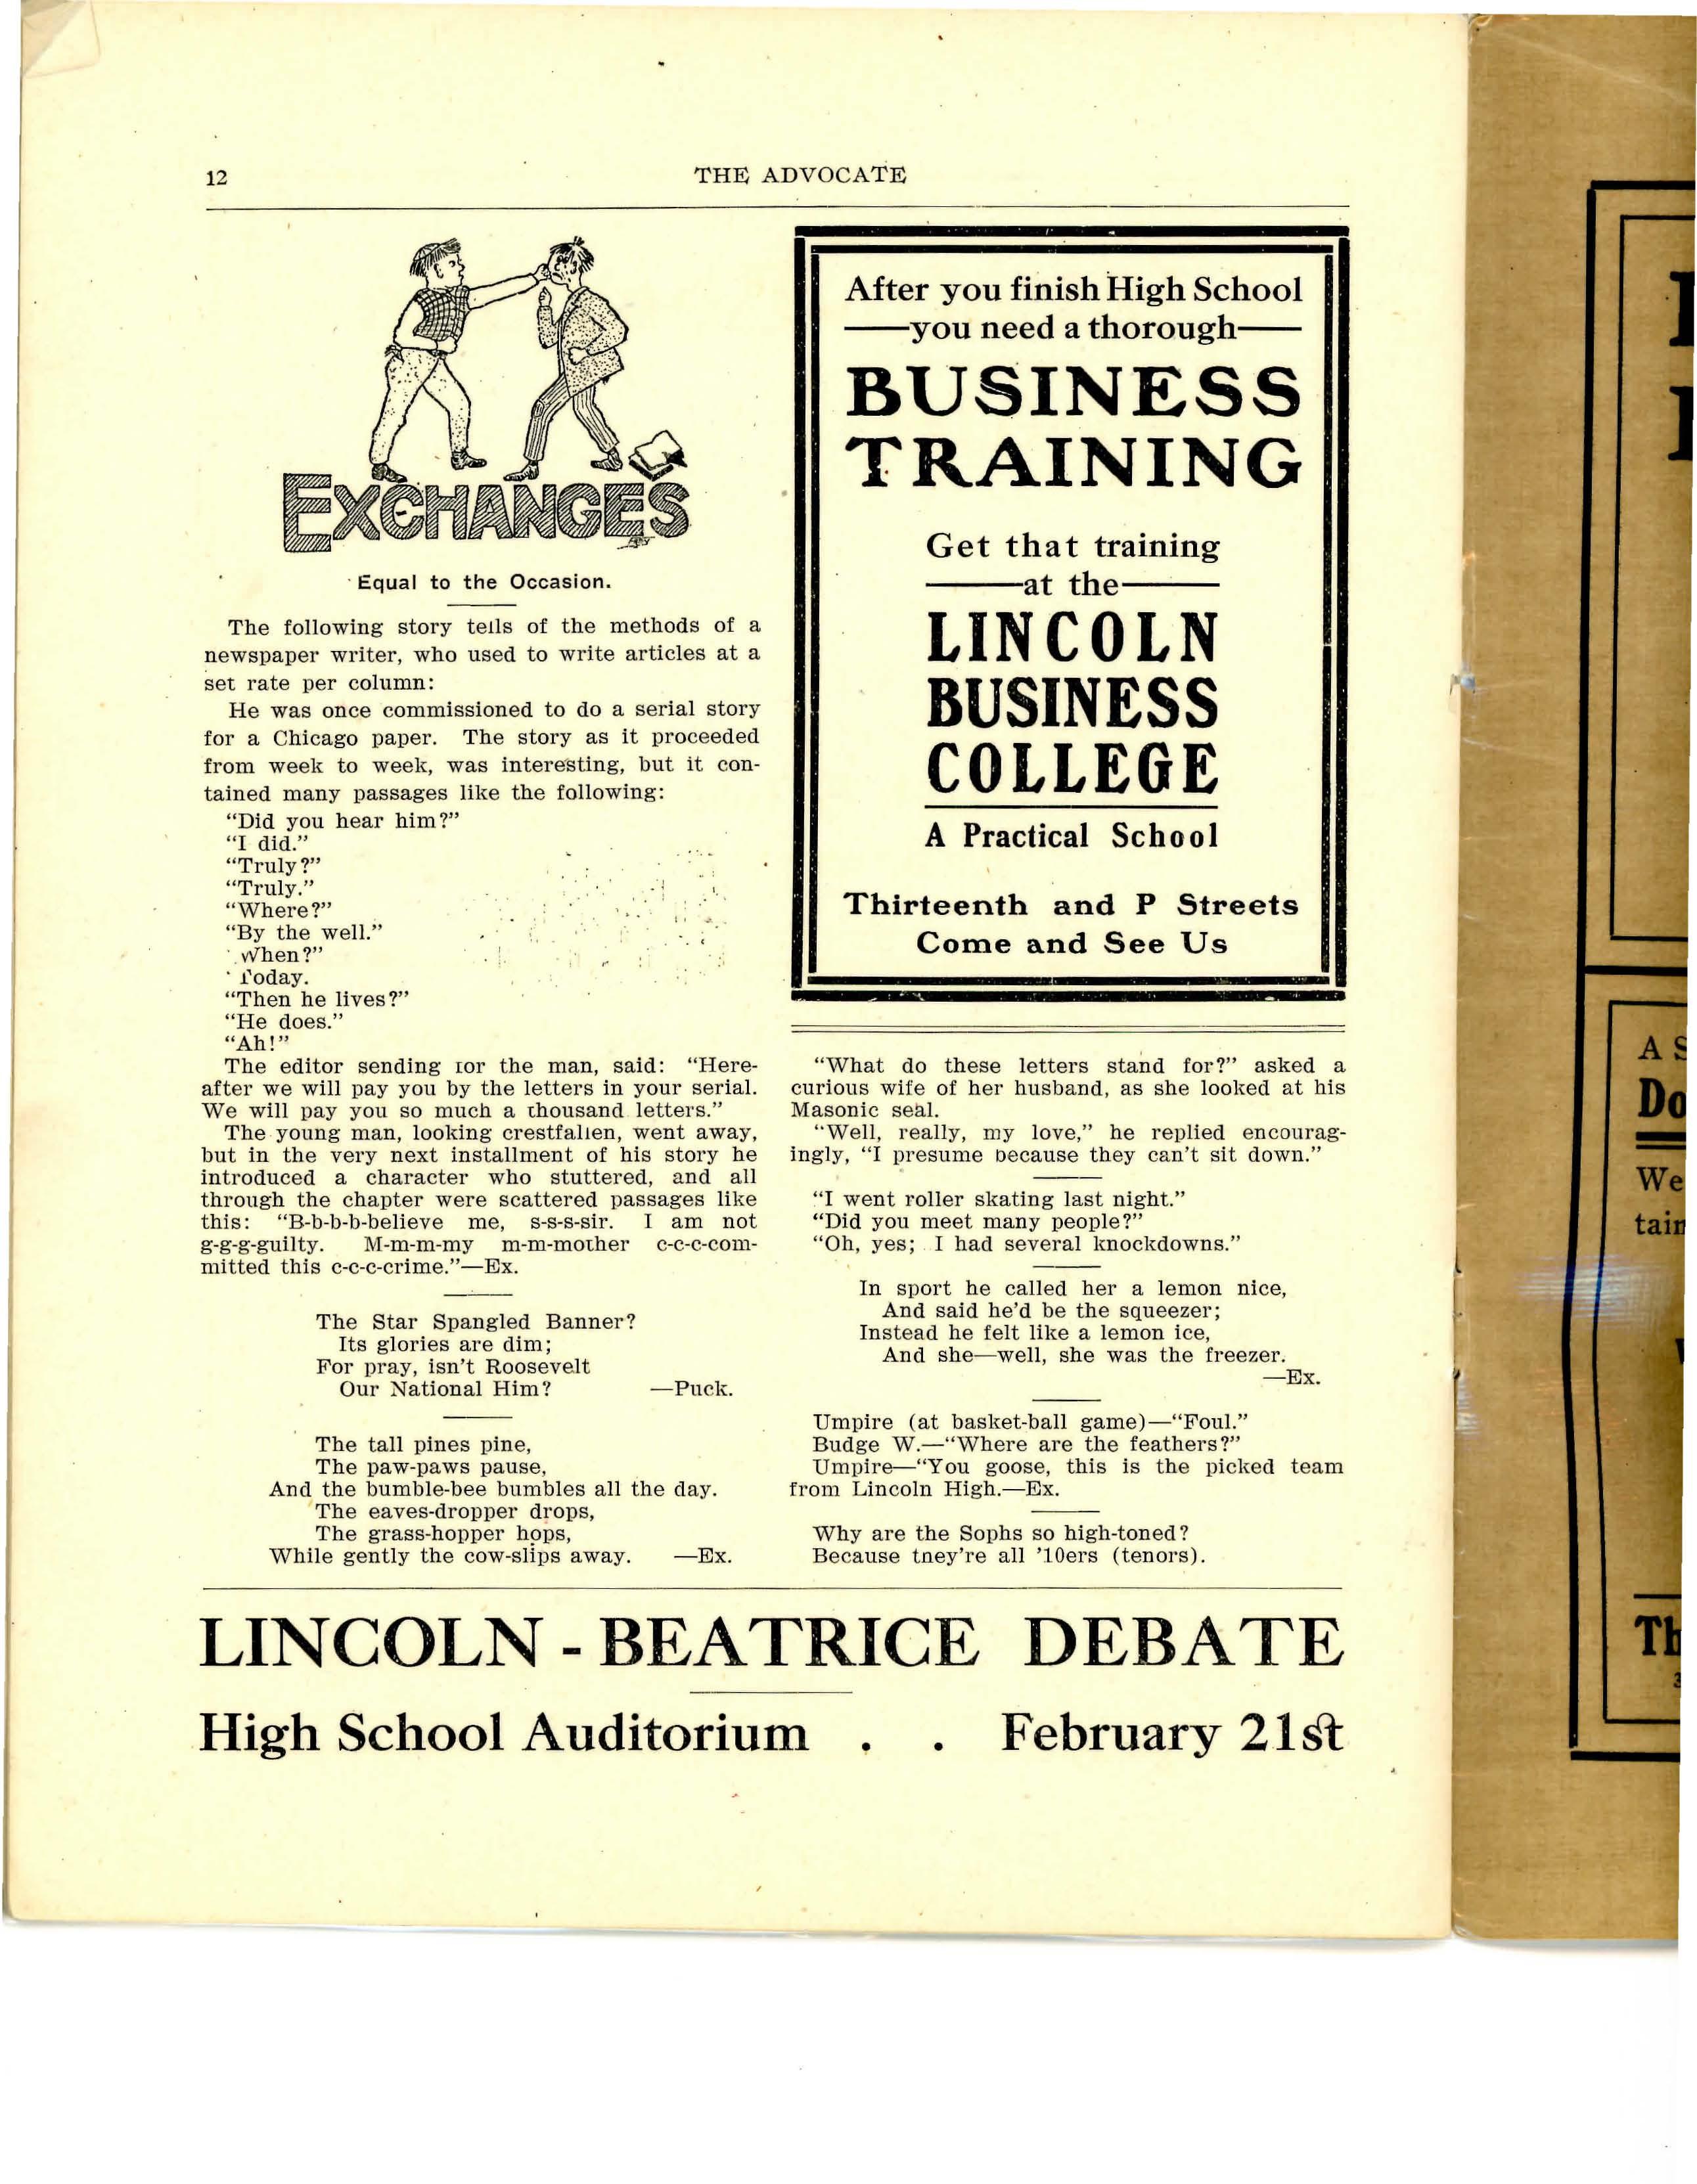 12
THE ADVOCATE
EXCHANGES
Equal to the Occasion.
The following story tells of the methods of a
newspaper writer, who used to write articles at a
set rate per column:
He was once commissioned to do a serial story
for a Chicago paper. The story as it proceeded
from week to week, was interesting, but it con-
tained many passages like the following:
“Did you hear him?”
“I did.”
“Truly?”
“Truly.”
“Where?”
“By the well.”
When?”
Today.
“Then he lives?”
“He does.”
“Ah!”
The editor sending for the man, said: “Here-
after we will pay you by the letters in your serial.
We will pay you so much a thousand letters.”
The young man, looking crestfallen, went away,
but in the very next installment of his story he
introduced a character who stuttered, and all
through the chapter were scattered passages like
this: “B-b-b-b-believe me, s-s-s-sir. I am not
g-g-g-guilty. M-m-m-my m-m-mother c-c-c-com-
mitted this c-c-c-crime.”—Ex.
The Star Spangled Banner?
Its glories are dim;
For pray, isn't Roosevelt
Our National Him? —Puck.
The tall pines pine,
The paw-paws pause,
And the bumble-bee bumbles all the day.
The eaves-dropper drops,
The grass-hopper hops,
While gently the cow-slips away. —Ex.
After you finish High School
you need a thorough
BUSINESS
TRAINING
Get that training
at the
LINCOLN
BUSINESS
COLLEGE
A Practical School
Thirteenth and P Streets
Come and See Us
“What do these letters stand for?” asked a
curious wife of her husband, as she looked at his
Masonic seal.
“Well, really, my love,” he replied encourag-
ingly, “I presume because they can't sit down.”
“I went roller skating last night.”
“Did you meet many people?”
“Oh, yes; I had several knockdowns.”
In sport he called her a lemon nice,
And said he'd be the squeezer;
Instead he felt like a lemon ice,
And she—well, she was the freezer.
—Ex.
Umpire (at basket-ball game)—“Foul.”
Budge W.—“Where are the feathers?”
Umpire—“You goose, this is the picked team
from Lincoln High.—Ex.
Why are the Sophs so high-toned?
Because they're all '10ers (tenors).
LINCOLN - BEATRICE DEBATE
High School Auditorium . . February 21st
A S
Do
We
tain
Th